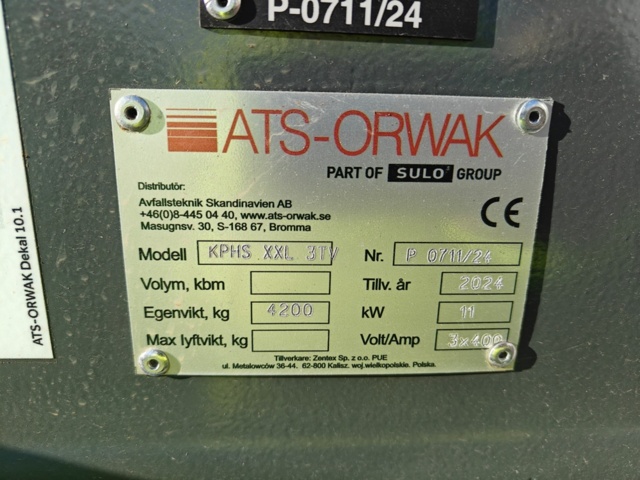 P-0711/24
ATS-ORWAK
PART OF SULO GROUP
Distributör:
Avfallsteknik Skandinavien AB
+46(0)8-445 04 40, www.ats-orwak.se
Masugnsv. 30, S-168 67, Bromma
CE
Modell KPHS XXL 3TV Nr. P 0711/24
Volym, kbm Tillv. år 2024
Egenvikt, kg 4200 kW 11
Max lyftvikt, kg Volt/Amp 3x400
Tillverkare: Zentex Sp. z o.o. PUE
ul. Metalowców 36-44. 62-800 Kalisz. woj.wielkopolskie. Polska.
ATS-ORWAK Dekal 10.1